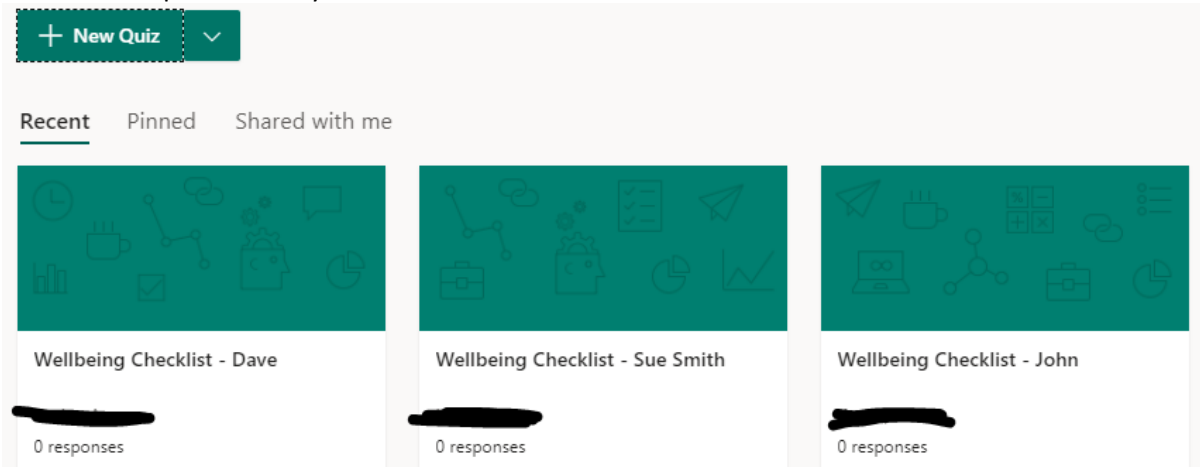 New Quiz
Recent Pinned Shared with me
Wellbeing Checklist - Dave
Wellbeing Checklist - Sue Smith
Wellbeing Checklist - John
0 responses
0 responses
0 responses